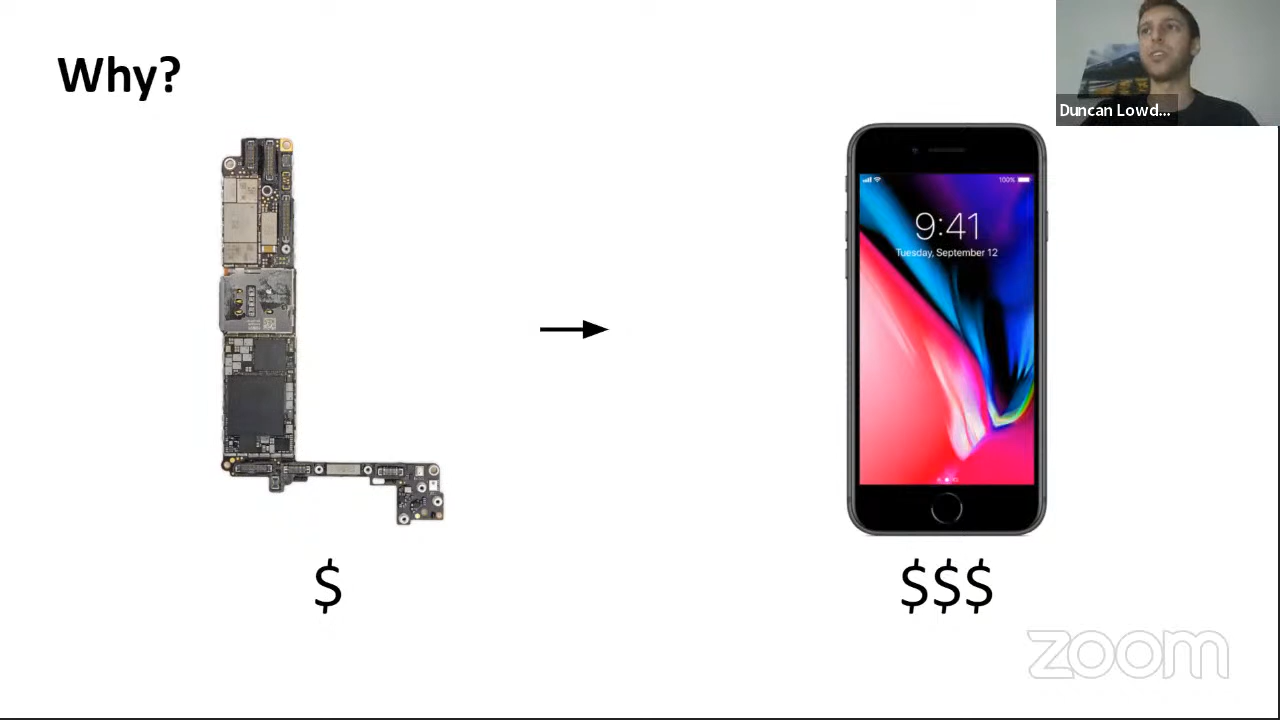 Why?
Duncan Lowd...
100%
9:41
Tuesday, September 12
$
$$$
zoom